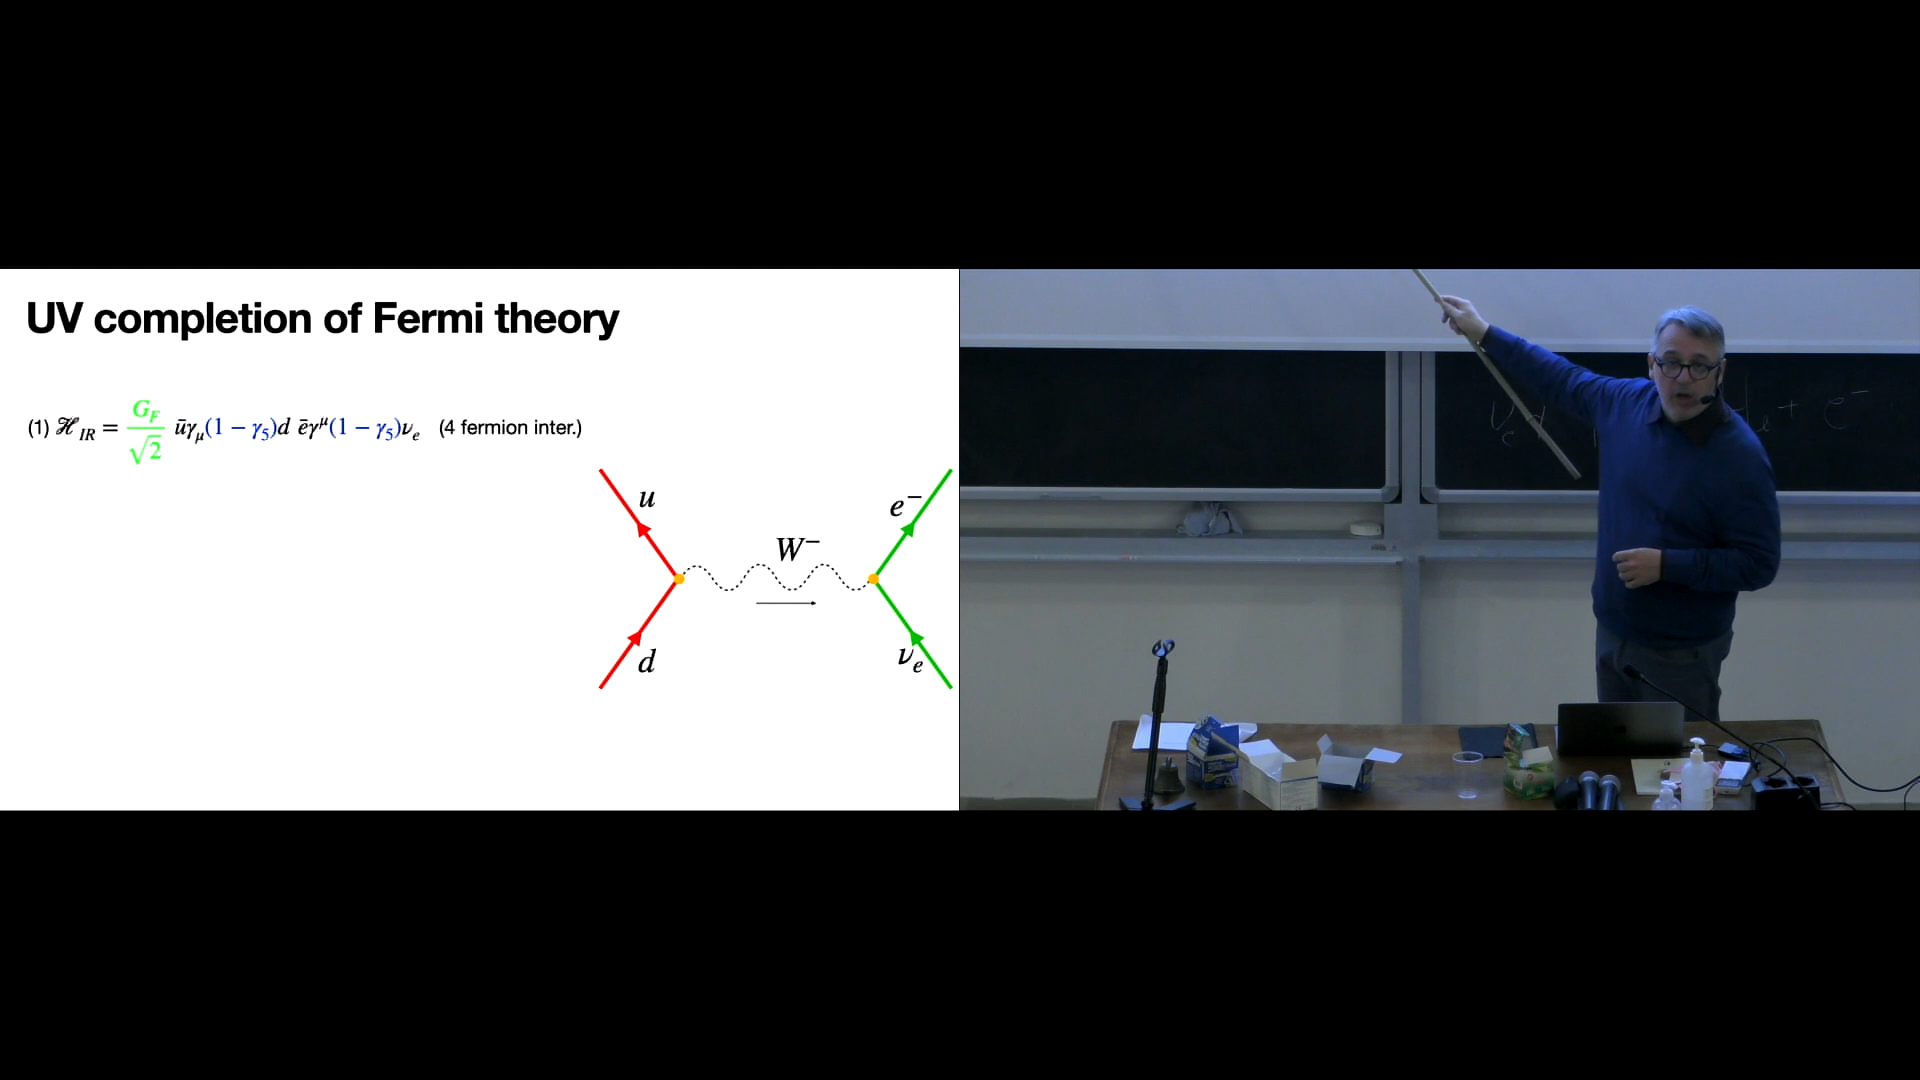 UV completion of Fermi theory
(1) ℋ_IR = G_F/√2 ūγ_μ(1 − γ_5)d ēγ^μ(1 − γ_5)ν_e (4 fermion inter.)
u
e⁻
W⁻
d
ν_e
ν_e
+ e⁻